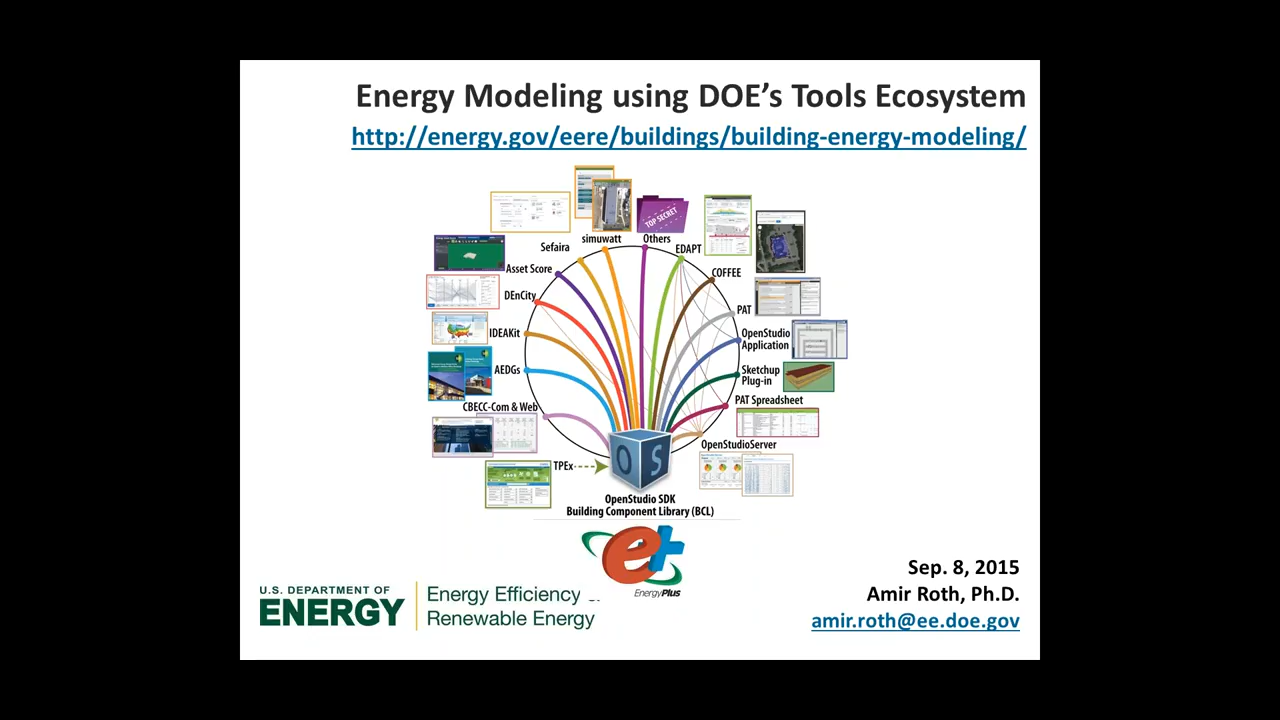 Energy Modeling using DOE's Tools Ecosystem
http://energy.gov/eere/buildings/building-energy-modeling/
TOP SECRET
Sefaira
simuwatt
Others
EDAPT
Asset Score
COFFEE
DEnCity
PAT
IDEAKit
OpenStudio
Application
AEDGs
Sketchup
Plug-in
CBECC-Com & Web
PAT Spreadsheet
OpenStudioServer
TPEx
OS
OpenStudio SDK
Building Component Library (BCL)
e+
EnergyPlus
U.S. DEPARTMENT OF
ENERGY
Energy Efficiency
Renewable Energy
Sep. 8, 2015
Amir Roth, Ph.D.
amir.roth@ee.doe.gov